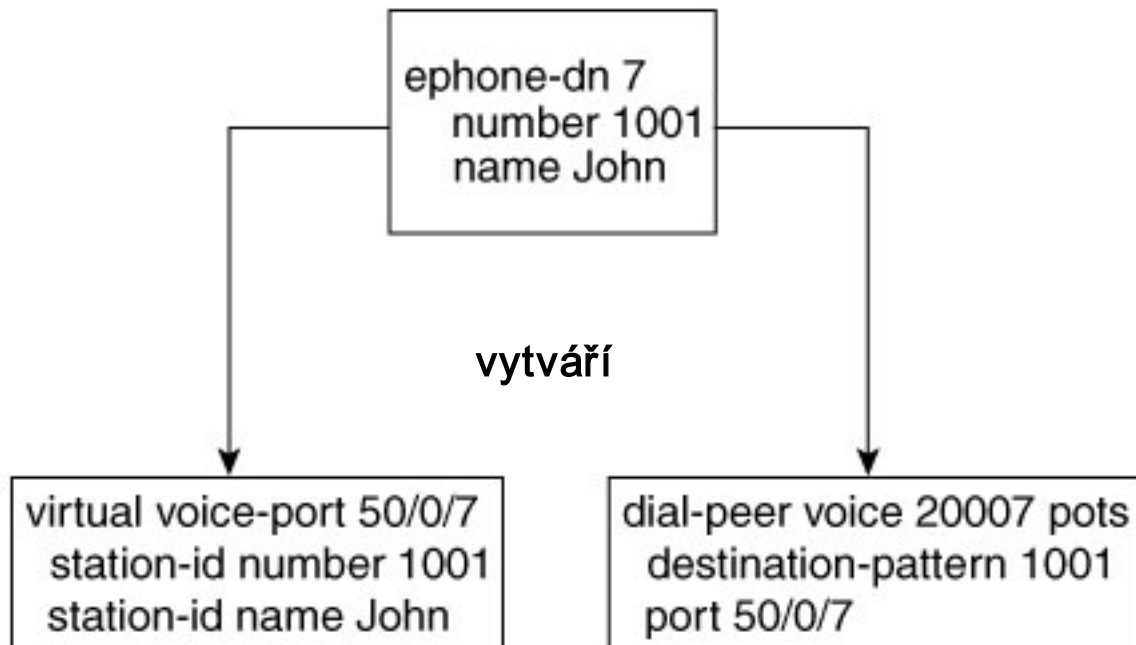 ephone-dn 7
number 1001
name John
vytváří
virtual voice-port 50/0/7
station-id number 1001
station-id name John
dial-peer voice 20007 pots
destination-pattern 1001
port 50/0/7